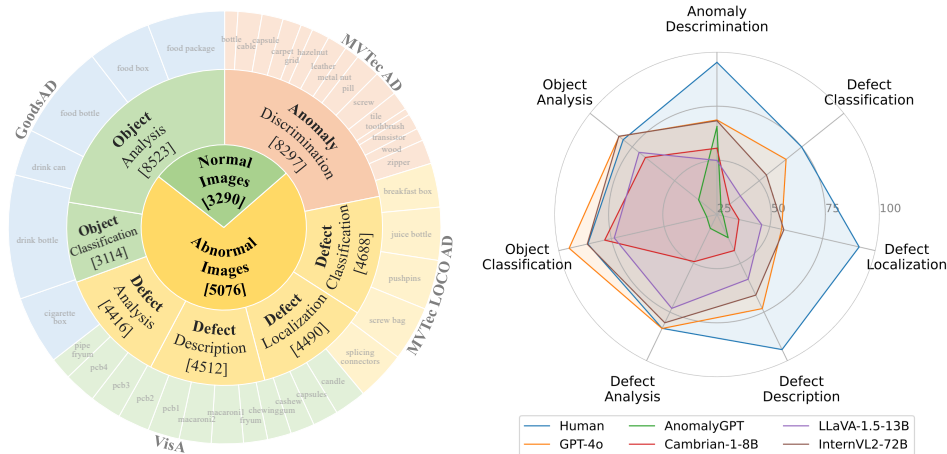 GoodsAD
MVTec AD
MVTec LOCO AD
VisA
food package
food box
food bottle
drink can
drink bottle
cigarette
box
bottle
cable
capsule
carpet
grid
hazelnut
leather
metal nut
pill
screw
tile
toothbrush
transistor
wood
zipper
breakfast box
juice bottle
pushpins
screw bag
splicing
connectors
candle
capsules
cashew
chewinggum
fryum
macaroni1
macaroni2
pcb1
pcb2
pcb3
pcb4
pipe
fryum
Object
Analysis
[8523]
Anomaly
Discrimination
[8297]
Normal
Images
[3290]
Abnormal
Images
[5076]
Object
Classification
[3114]
Defect
Analysis
[4416]
Defect
Description
[4512]
Defect
Localization
[4490]
Defect
Classification
[4688]
Anomaly
Descrimination
Object
Analysis
Defect
Classification
25
50
75
100
Object
Classification
Defect
Localization
Defect
Analysis
Defect
Description
Human
GPT-4o
AnomalyGPT
Cambrian-1-8B
LLaVA-1.5-13B
InternVL2-72B